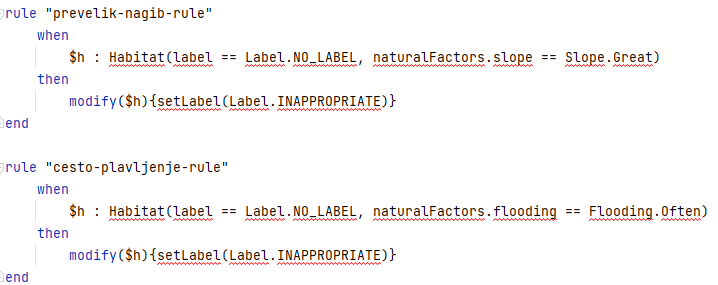 rule "prevelik-nagib-rule"
when
$h : Habitat(label == Label.NO_LABEL, naturalFactors.slope == Slope.Great)
then
modify($h){setLabel(Label.INAPPROPRIATE)}
end
rule "cesto-plavljenje-rule"
when
$h : Habitat(label == Label.NO_LABEL, naturalFactors.flooding == Flooding.Often)
then
modify($h){setLabel(Label.INAPPROPRIATE)}
end